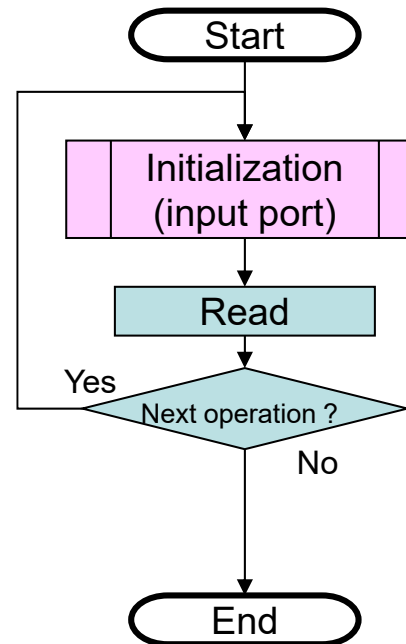 Start
Initialization
(input port)
Read
Yes
Next operation ?
No
End